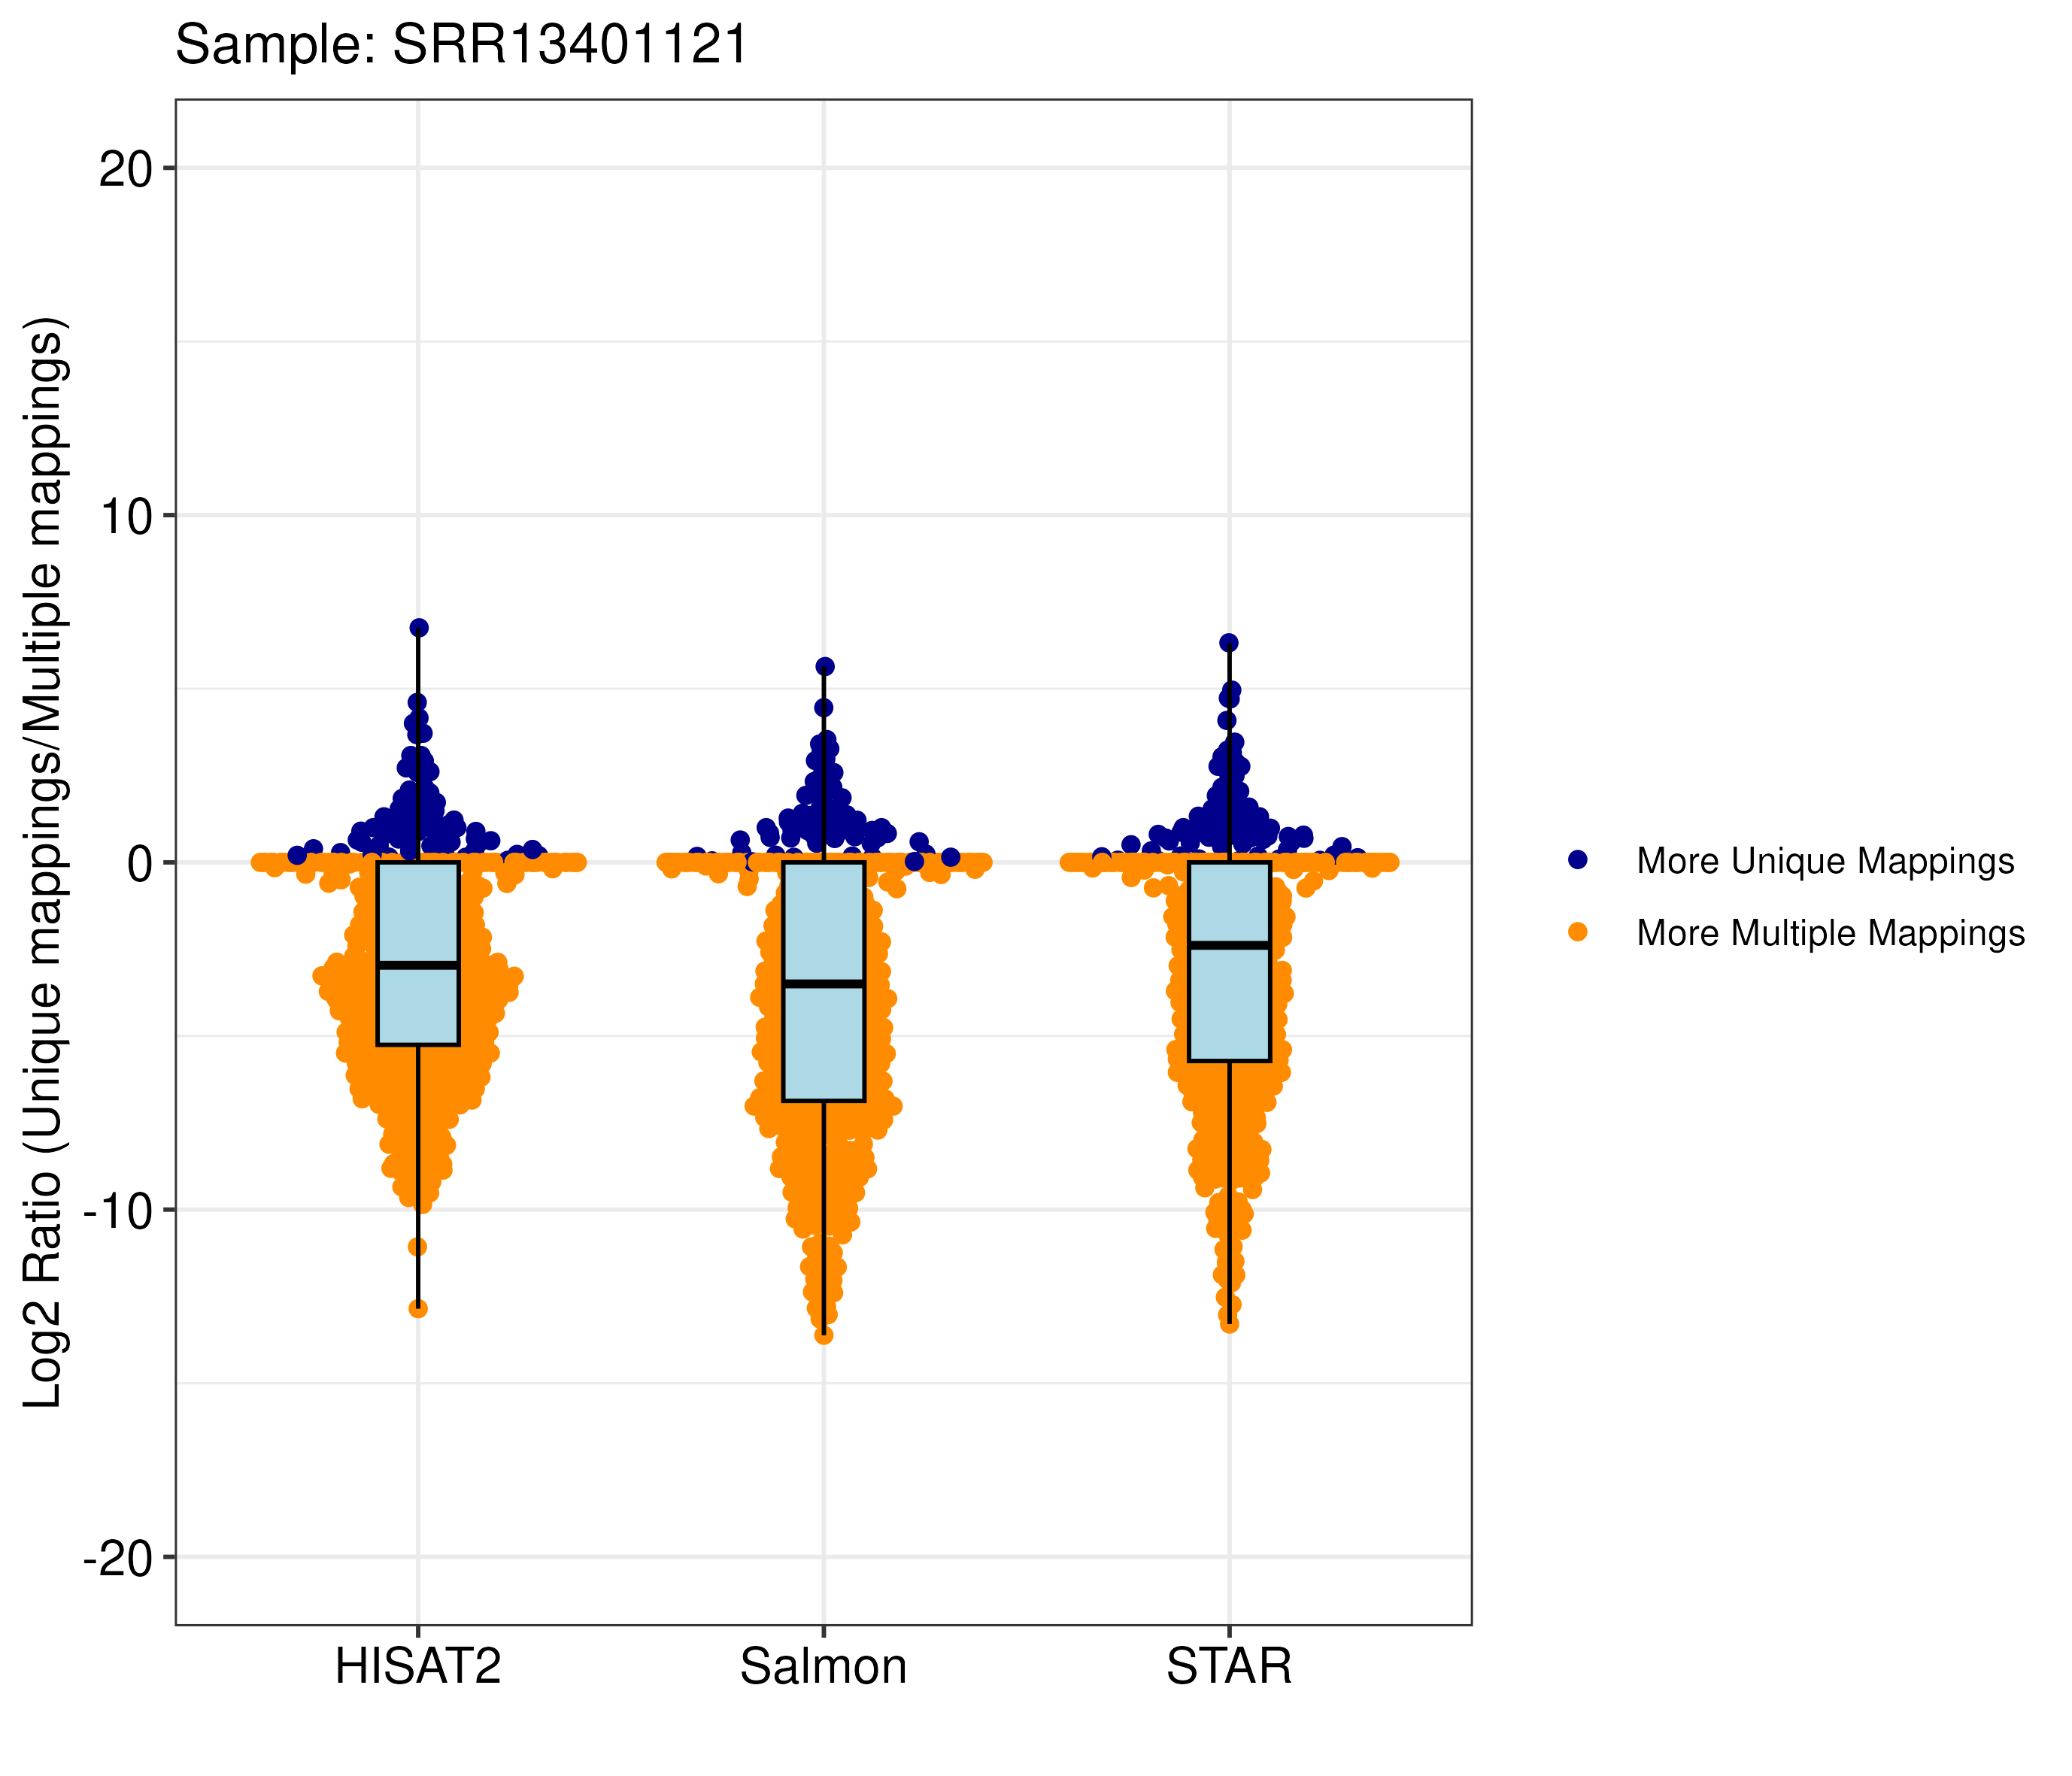 Sample: SRR13401121
Log2 Ratio (Unique mappings/Multiple mappings)
20
10
0
-10
-20
HISAT2
Salmon
STAR
More Unique Mappings
More Multiple Mappings